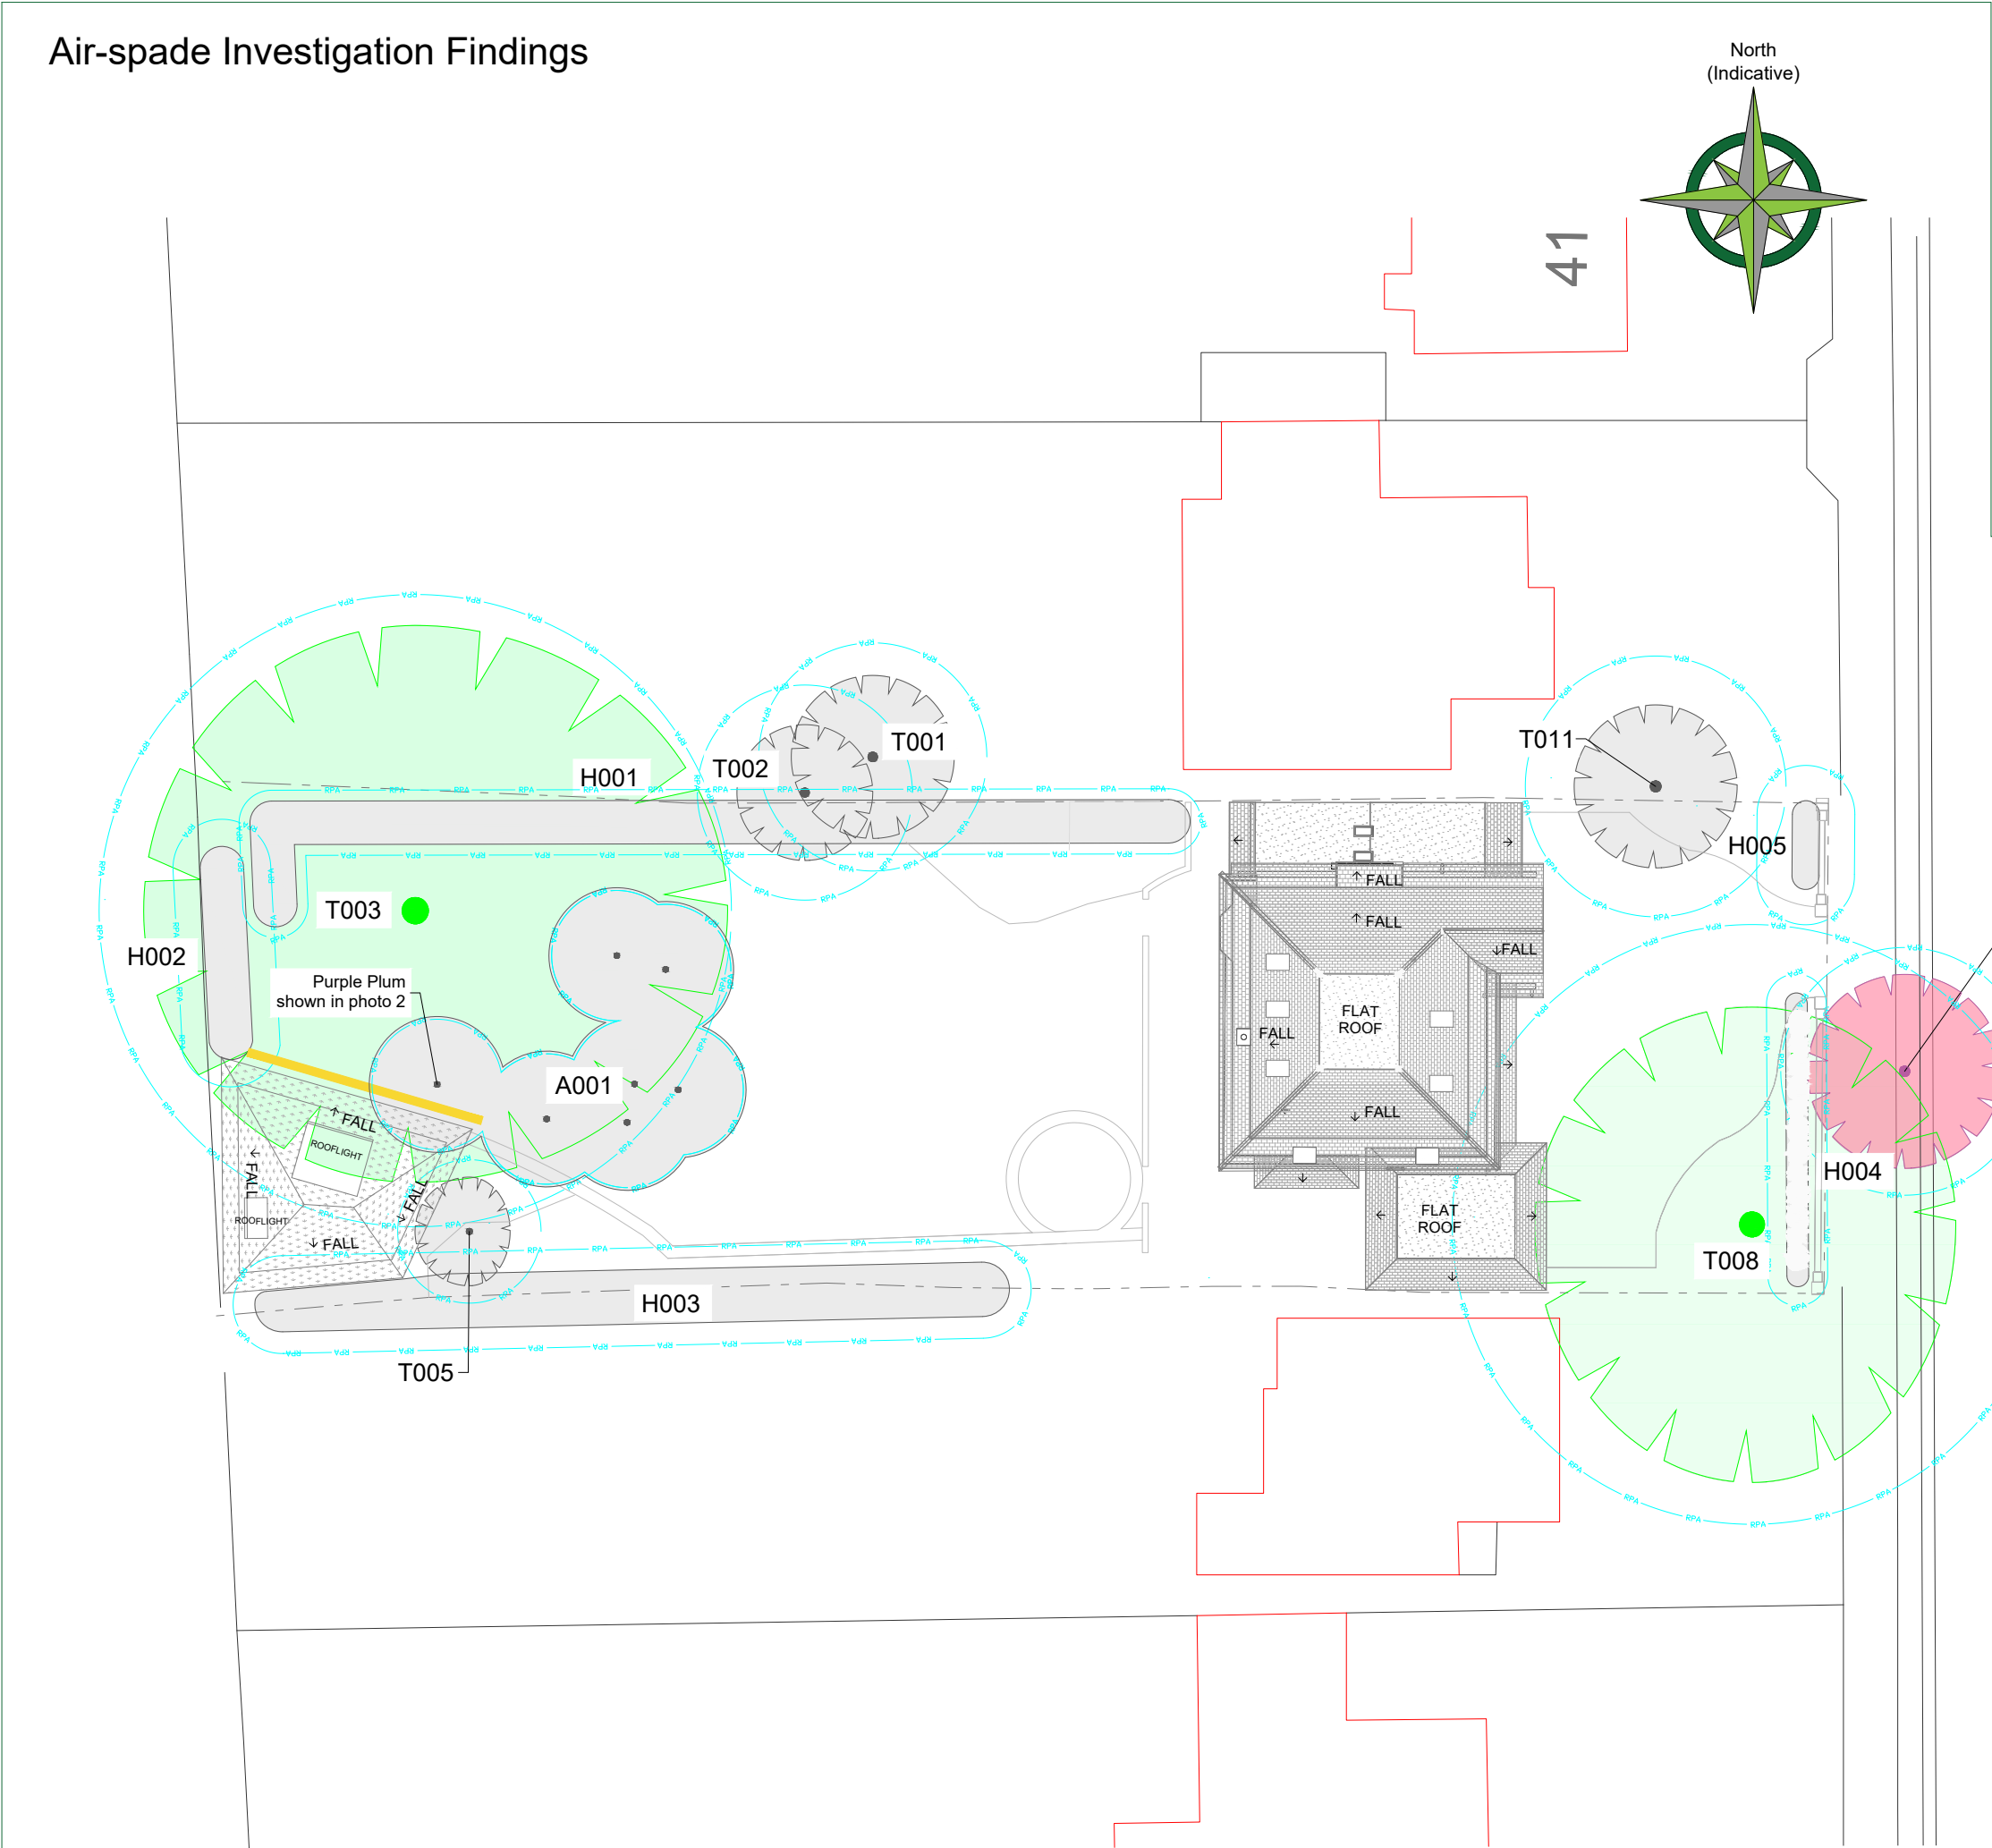 Air-spade Investigation Findings
North
(Indicative)
41
T001
T002
H001
T011
H005
T003
H002
Purple Plum
shown in photo 2
A001
FALL
FALL
FALL
FLAT
ROOF
FALL
FALL
FALL
ROOFLIGHT
FALL
FALL
ROOFLIGHT
FALL
H004
FLAT
ROOF
T008
H003
T005
RPA